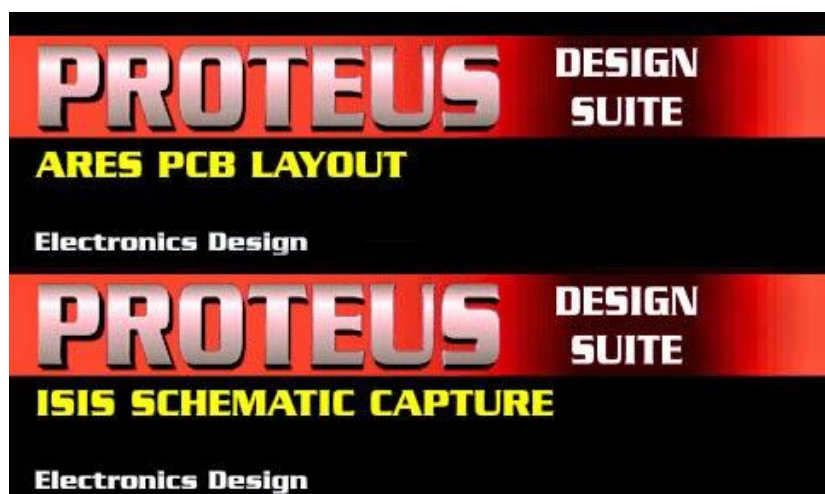 PROTEUS DESIGN SUITE
ARES PCB LAYOUT
Electronics Design
PROTEUS DESIGN SUITE
ISIS SCHEMATIC CAPTURE
Electronics Design